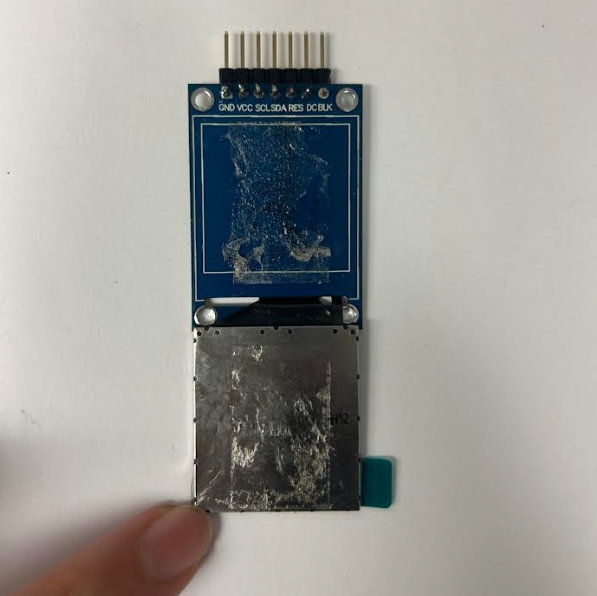 GND VCC SCL SDA RES DC BLK